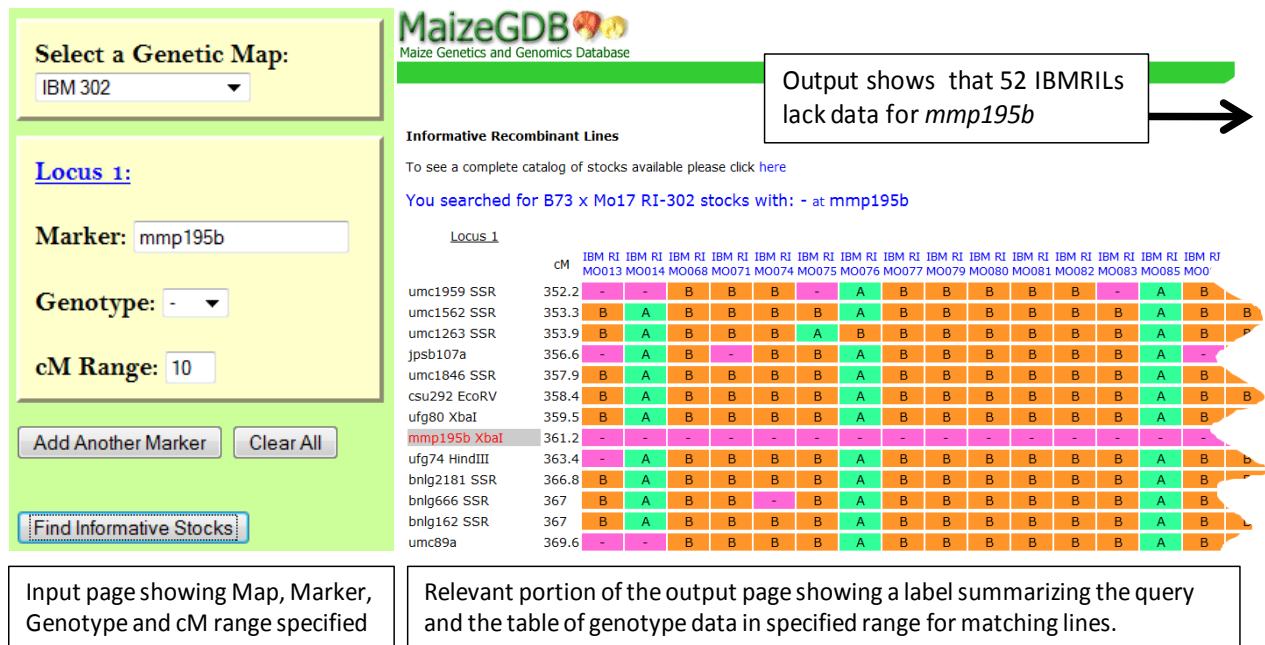 Select a Genetic Map:
IBM 302
Locus 1:
Marker: mmp195b
Genotype: -
cM Range: 10
Add Another Marker Clear All
Find Informative Stocks
MaizeGDB
Maize Genetics and Genomics Database
Output shows that 52 IBMRILs
lack data for mmp195b
Informative Recombinant Lines
To see a complete catalog of stocks available please click here
You searched for B73 x Mo17 RI-302 stocks with: - at mmp195b
Locus 1
IBM RI IBM RI IBM RI IBM RI IBM RI IBM RI IBM RI IBM RI IBM RI IBM RI IBM RI IBM RI IBM RI IBM RI IBM
cM MO013 MO014 MO068 MO071 MO074 MO075 MO076 MO077 MO079 MO080 MO081 MO082 MO083 MO085
umc1959 SSR 352.2 - - B B B - A B B B B B - A B
umc1562 SSR 353.3 B A B B B B A B B B B B B A B B
umc1263 SSR 353.9 B A B B B A B B B B B B B A B
jpsb107a 356.6 - A B - B B A B B B B B B A -
umc1846 SSR 357.9 B A B B B B A B B B B B B A B
csu292 EcoRV 358.4 B A B B B B A B B B B B B A B B
ufg80 XbaI 359.5 B A B B B B A B B B B B B A B
mmp195b XbaI 361.2 - - - - - - - - - - - - - - -
ufg74 HindIII 363.4 - A B B B B A B B B B B B A B
bnlg2181 SSR 366.8 B A B B B B A B B B B B B A B
bnlg666 SSR 367 B A B B - B A B B B B B B A B
bnlg162 SSR 367 B A B B B B A B B B B B B A B
umc89a 369.6 - - B B B B A B B B B B B A B
Input page showing Map, Marker,
Genotype and cM range specified
Relevant portion of the output page showing a label summarizing the query
and the table of genotype data in specified range for matching lines.